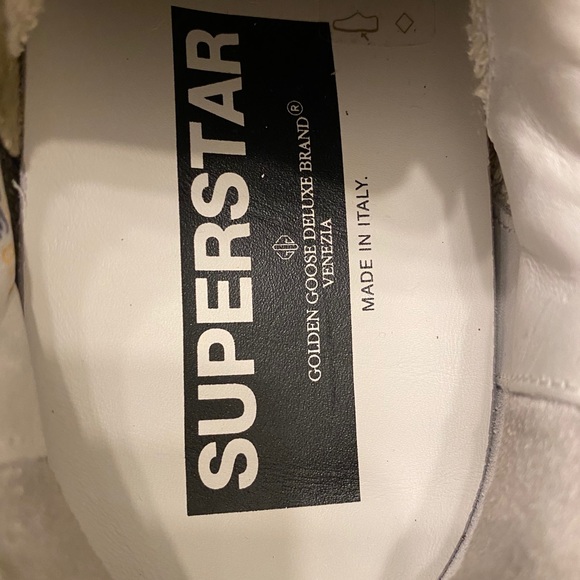 SUPERSTAR
GOLDEN GOOSE DELUXE BRAND®
VENEZIA
MADE IN ITALY.